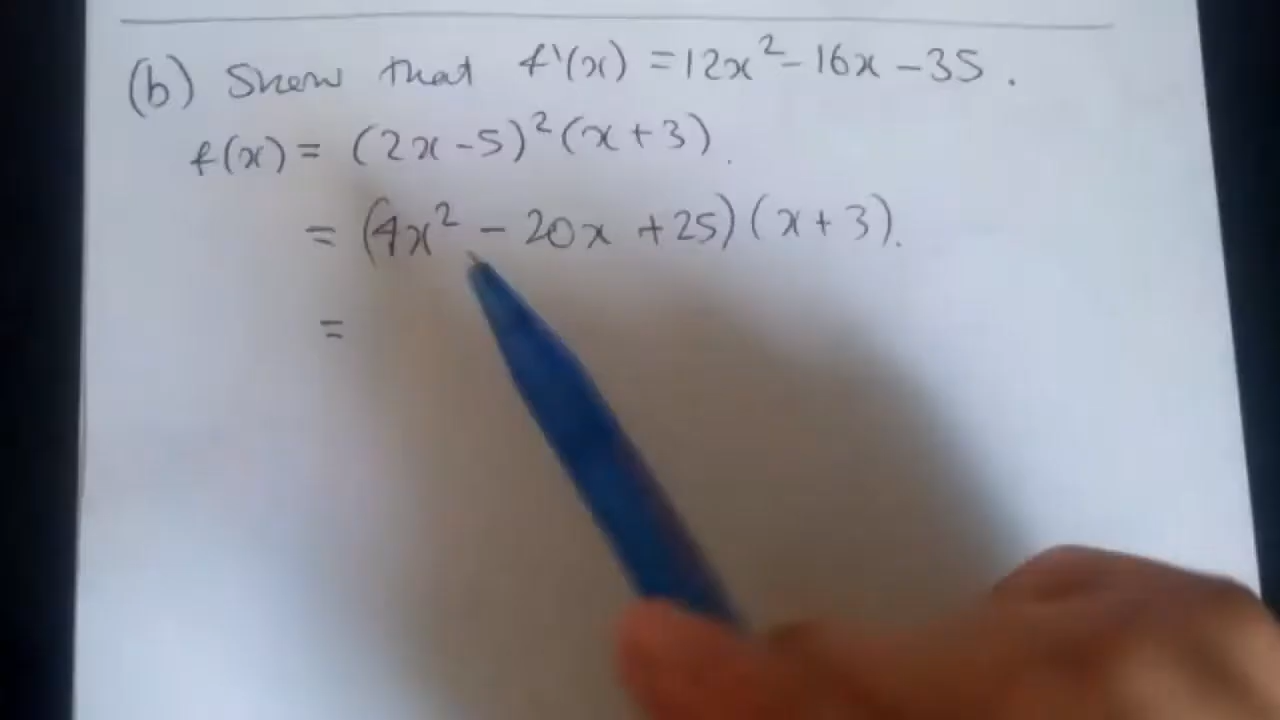 (b) Show that f'(x) = 12x² - 16x - 35.
f(x) = (2x - 5)²(x + 3).
= (4x² - 20x + 25)(x + 3).
=